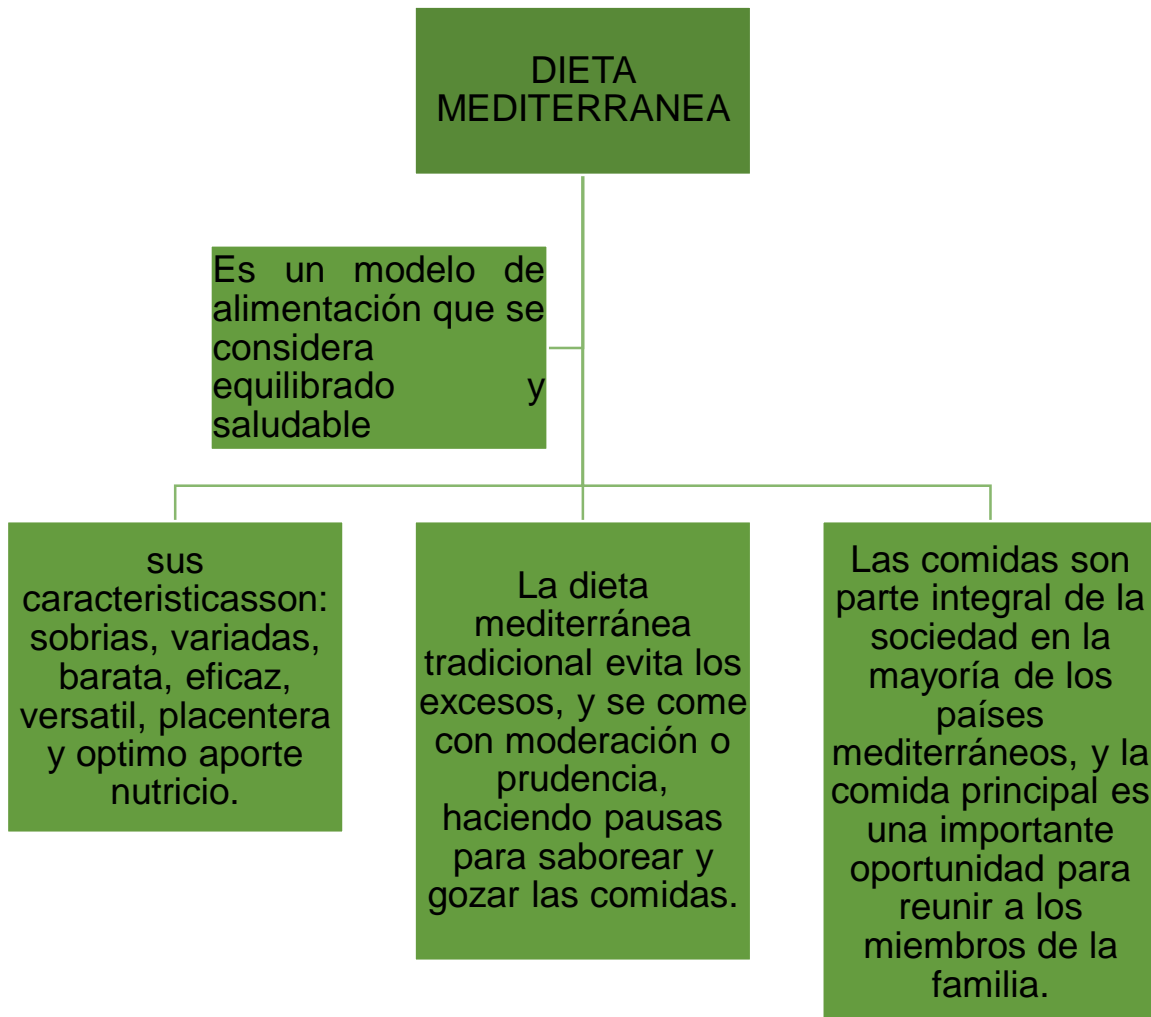 DIETA
MEDITERRANEA
Es un modelo de
alimentación que se
considera
equilibrado y
saludable
sus
caracteristicasson:
sobrias, variadas,
barata, eficaz,
versatil, placentera
y optimo aporte
nutricio.
La dieta
mediterránea
tradicional evita los
excesos, y se come
con moderación o
prudencia,
haciendo pausas
para saborear y
gozar las comidas.
Las comidas son
parte integral de la
sociedad en la
mayoría de los
países
mediterráneos, y la
comida principal es
una importante
oportunidad para
reunir a los
miembros de la
familia.